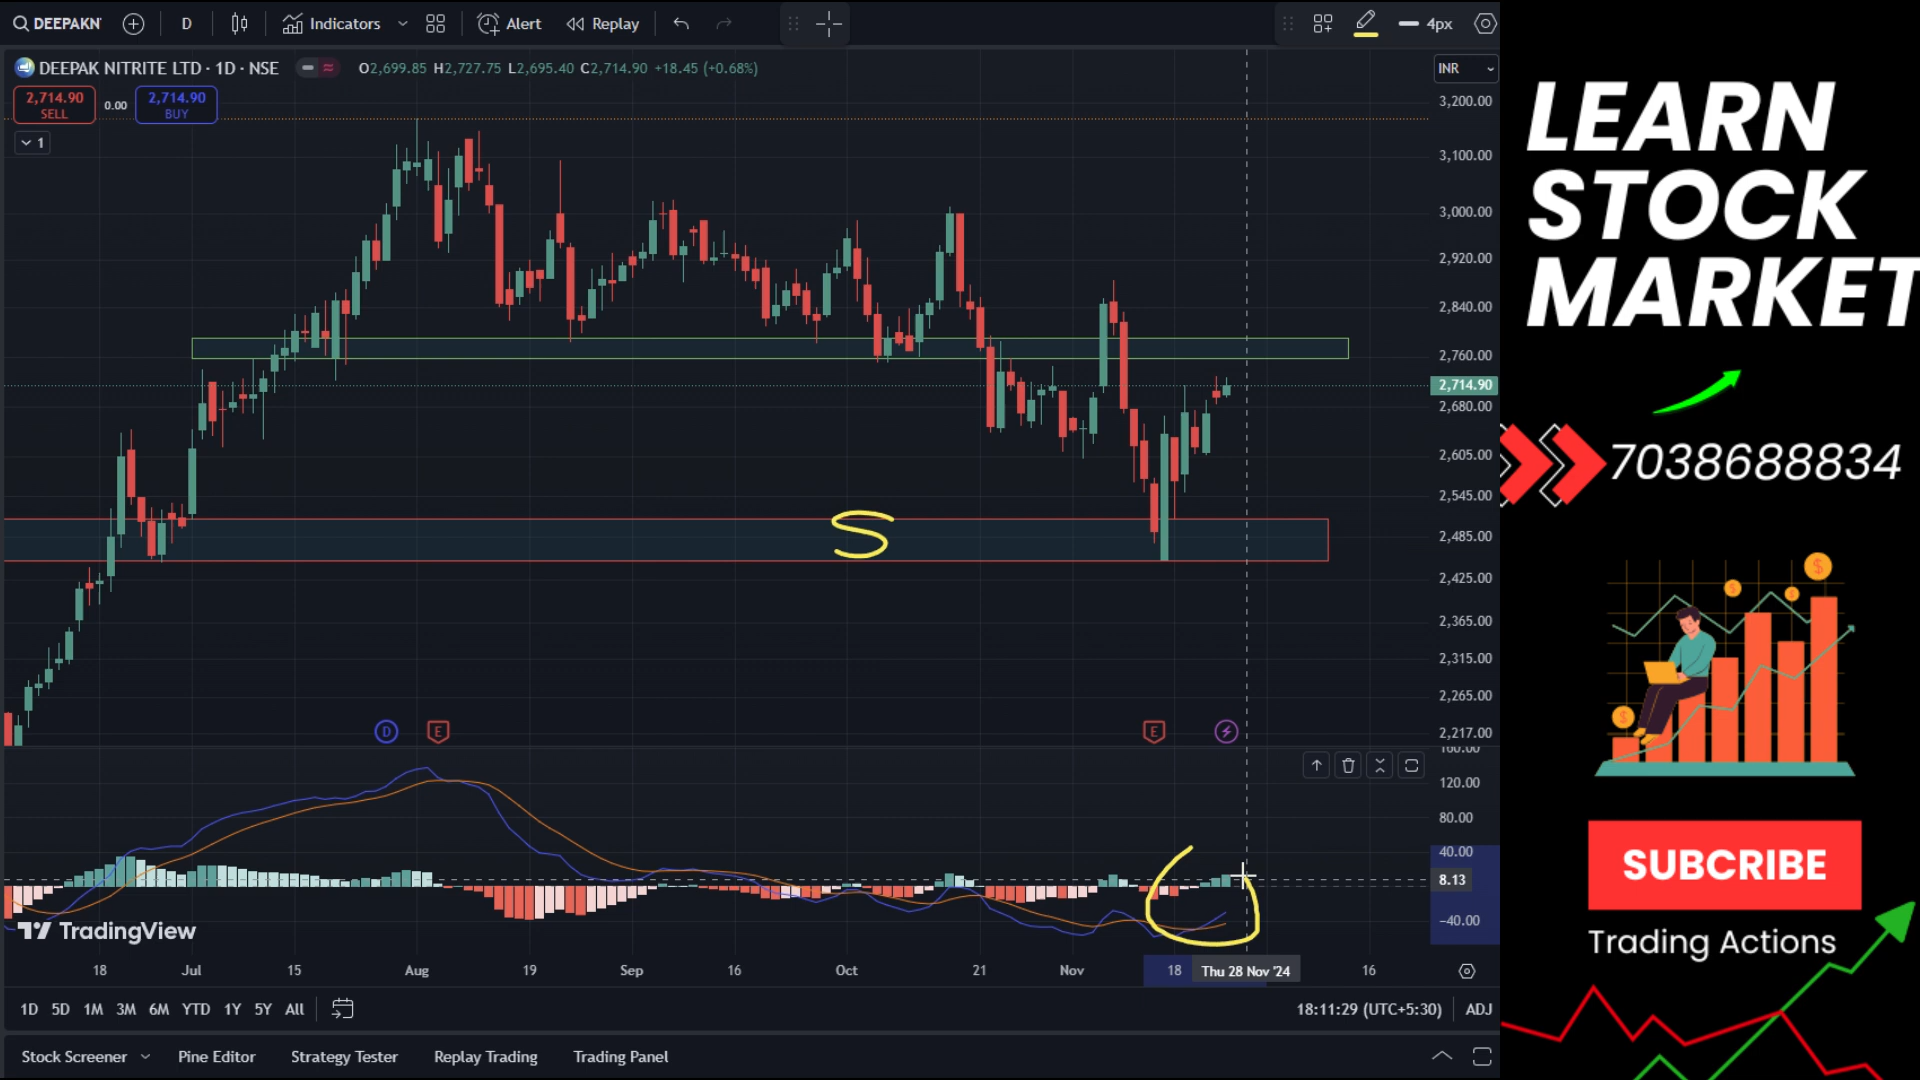 DEEPAKN
D
Indicators
Alert
Replay
4px
DEEPAK NITRITE LTD · 1D · NSE
O2,699.85 H2,727.75 L2,695.40 C2,714.90 +18.45 (+0.68%)
INR
2,714.90
SELL
0.00
2,714.90
BUY
1
3,200.00
3,100.00
3,000.00
2,920.00
2,840.00
2,760.00
2,714.90
2,680.00
2,605.00
2,545.00
2,485.00
2,425.00
2,365.00
2,315.00
2,265.00
2,217.00
S
D
E
E
160.00
120.00
80.00
40.00
8.13
−40.00
TradingView
18
Jul
15
Aug
19
Sep
16
Oct
21
Nov
18
Thu 28 Nov '24
16
1D 5D 1M 3M 6M YTD 1Y 5Y All
18:11:29 (UTC+5:30)
ADJ
Stock Screener
Pine Editor
Strategy Tester
Replay Trading
Trading Panel
LEARN
STOCK
MARKET
7038688834
SUBCRIBE
Trading Actions